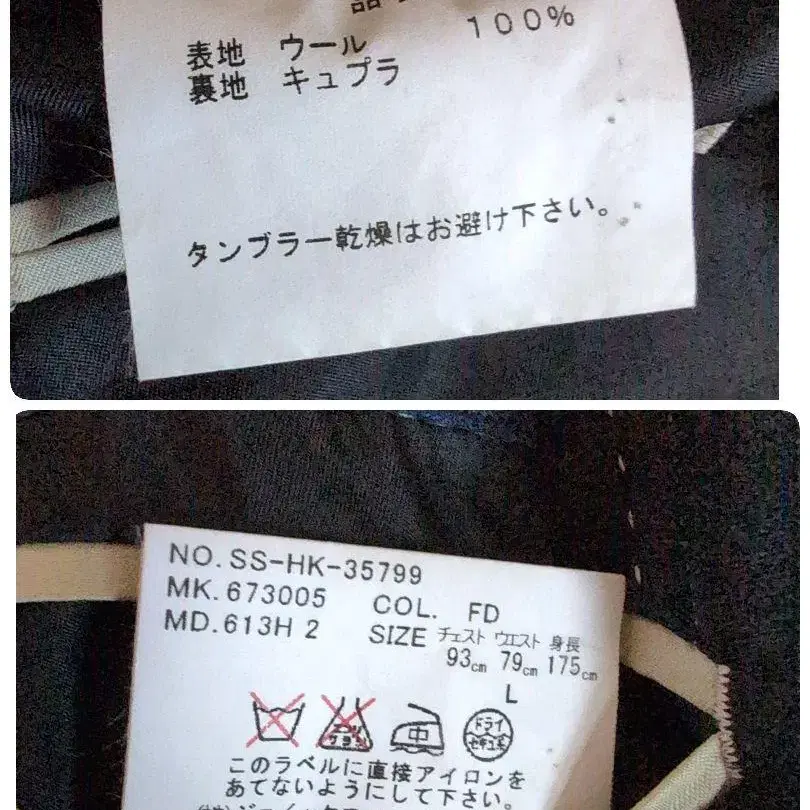 表地 ウール 100%
裏地 キュプラ
タンブラー乾燥はお避け下さい。
NO. SS-HK-35799
MK. 673005 COL. FD
MD. 613H 2 SIZE チェスト ウエスト 身長
93cm 79cm 175cm
L
ドライ
セキユ系
このラベルに直接アイロンを
あてないようにして下さい。